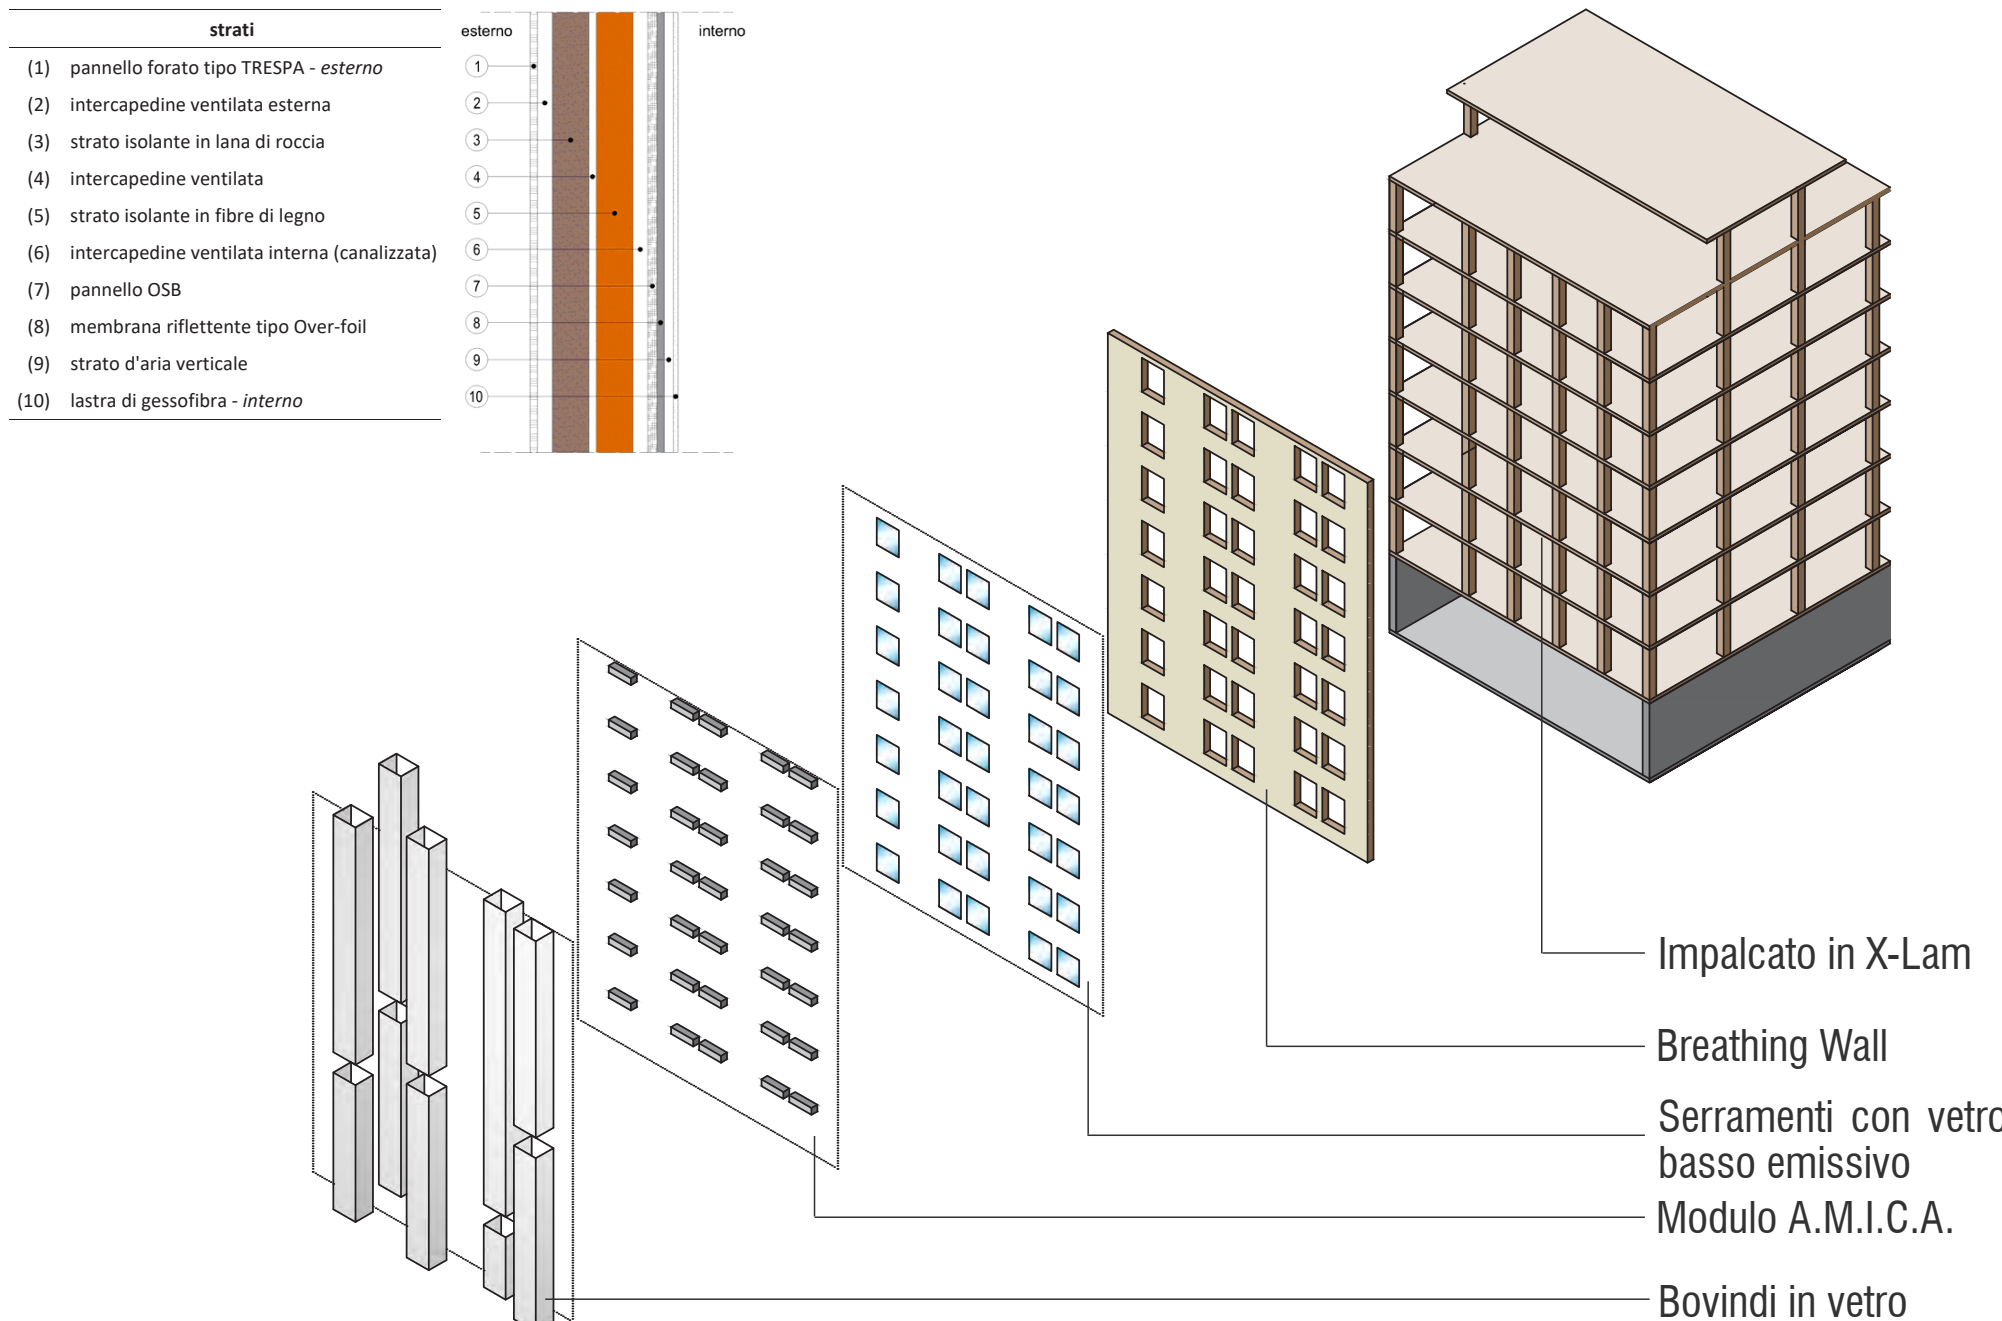 strati
(1) pannello forato tipo TRESPA - esterno
(2) intercapedine ventilata esterna
(3) strato isolante in lana di roccia
(4) intercapedine ventilata
(5) strato isolante in fibre di legno
(6) intercapedine ventilata interna (canalizzata)
(7) pannello OSB
(8) membrana riflettente tipo Over-foil
(9) strato d'aria verticale
(10) lastra di gessofibra - interno
esterno
interno
1
2
3
4
5
6
7
8
9
10
Impalcato in X-Lam
Breathing Wall
Serramenti con vetro
basso emissivo
Modulo A.M.I.C.A.
Bovindi in vetro